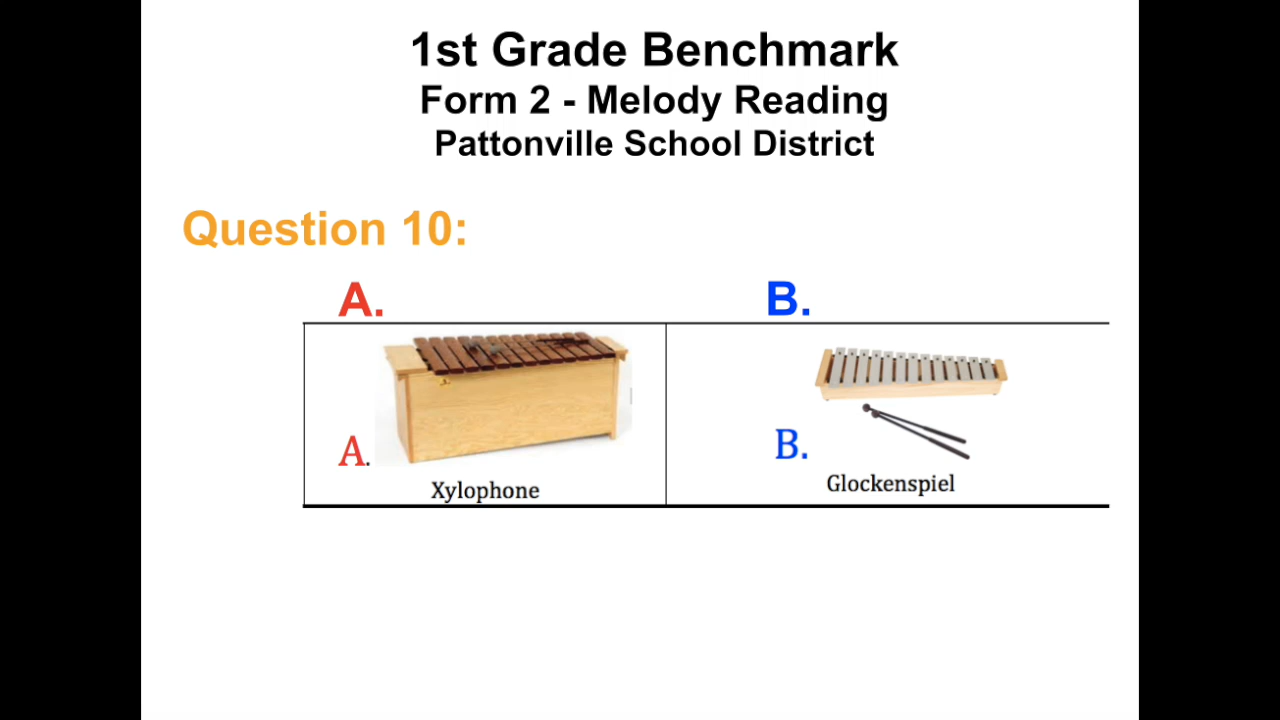 1st Grade Benchmark
Form 2 - Melody Reading
Pattonville School District
Question 10:
A. B.
A. B.
Xylophone Glockenspiel